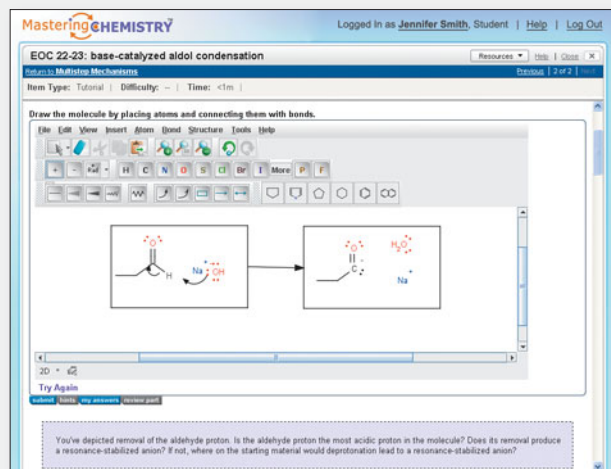 MasteringCHEMISTRY
Logged in as Jennifer Smith, Student | Help | Log Out
EOC 22-23: base-catalyzed aldol condensation
Resources ▼ | Help | Close X
Return to Multistep Mechanisms
Previous | 2 of 2 | next
Item Type: Tutorial | Difficulty: -- | Time: <1m |
Draw the molecule by placing atoms and connecting them with bonds.
File Edit View Insert Atom Bond Structure Tools Help
+ - H C N O S Cl Br I More P F
O H Na + OH
O C - H2O Na +
2D
Try Again
submit hints my answers review part
You've depicted removal of the aldehyde proton. Is the aldehyde proton the most acidic proton in the molecule? Does its removal produce
a resonance-stabilized anion? If not, where on the starting material would deprotonation lead to a resonance-stabilized anion?